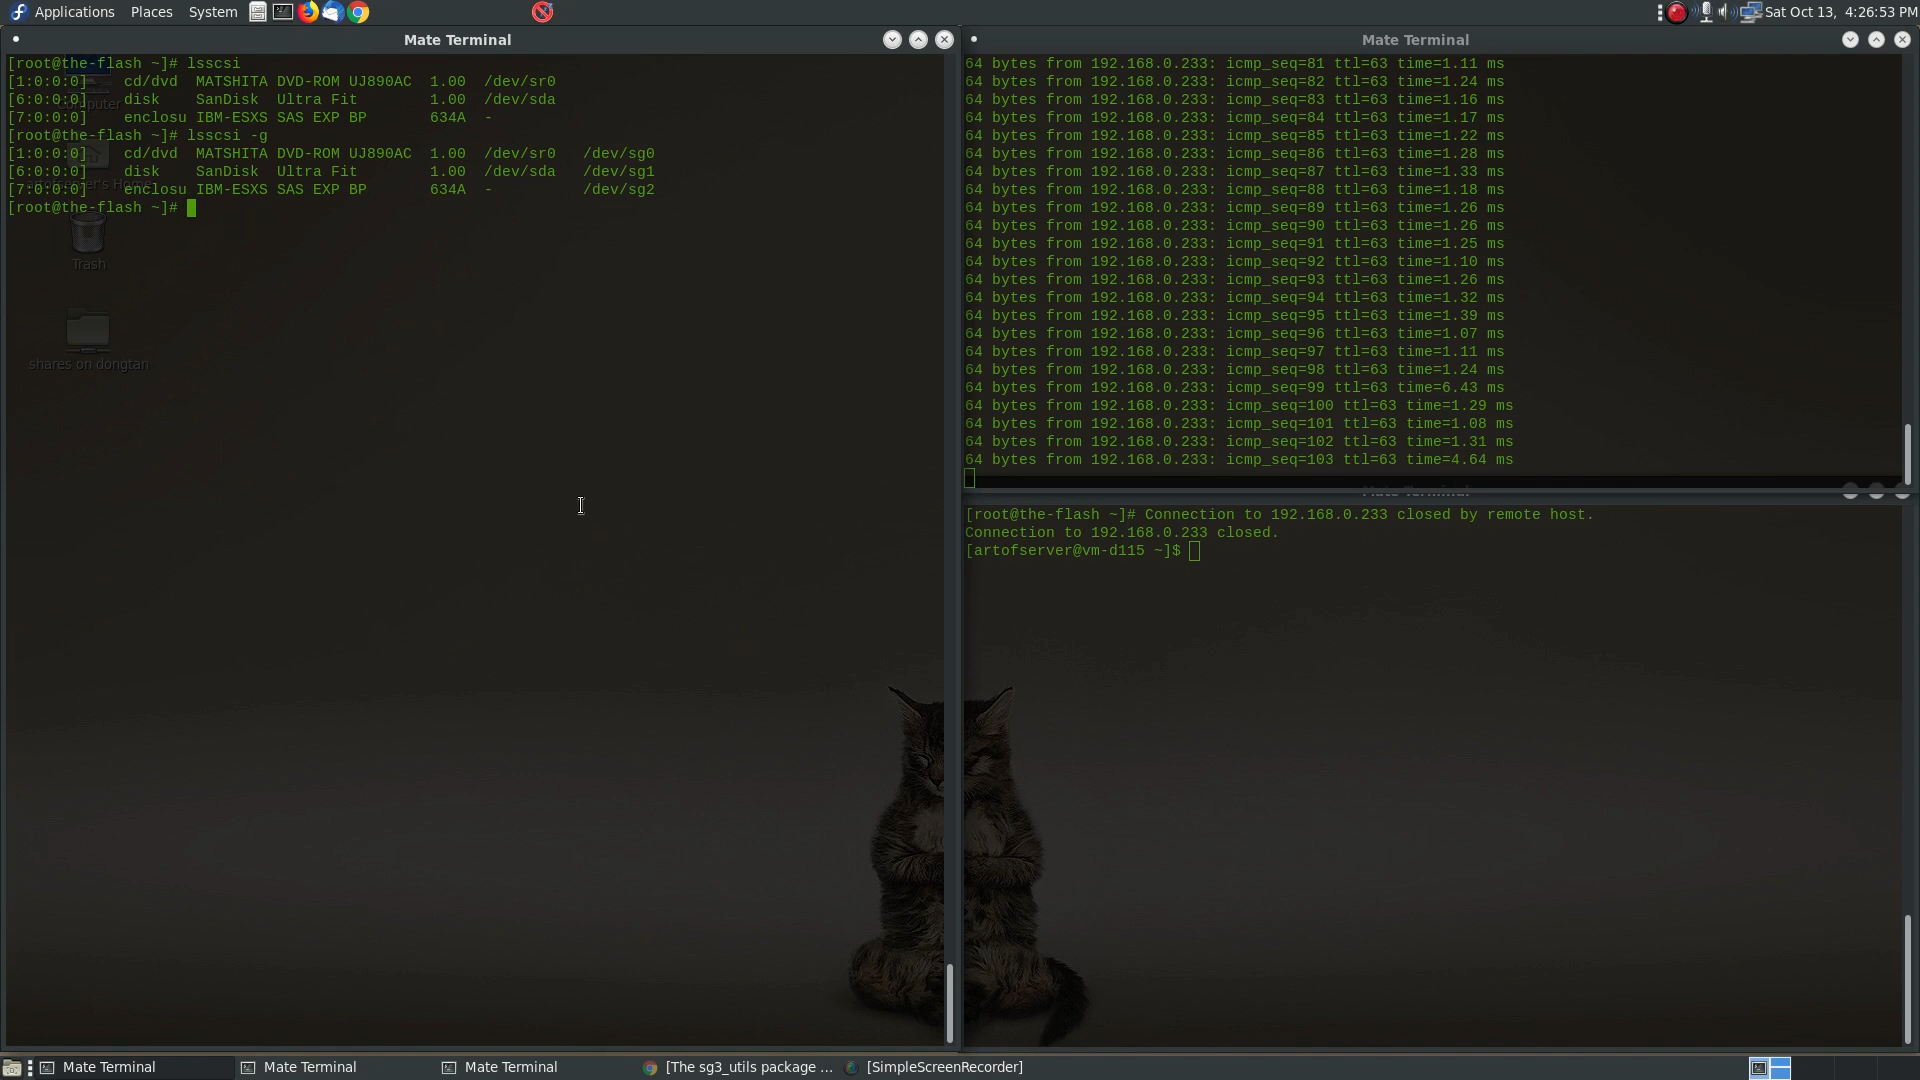 Applications Places System
Sat Oct 13, 4:26:53 PM
Mate Terminal
[root@the-flash ~]# lsscsi
[1:0:0:0]    cd/dvd  MATSHITA DVD-ROM UJ890AC  1.00  /dev/sr0
[6:0:0:0]    disk    SanDisk  Ultra Fit        1.00  /dev/sda
[7:0:0:0]    enclosu IBM-ESXS SAS EXP BP       634A  -
[root@the-flash ~]# lsscsi -g
[1:0:0:0]    cd/dvd  MATSHITA DVD-ROM UJ890AC  1.00  /dev/sr0   /dev/sg0
[6:0:0:0]    disk    SanDisk  Ultra Fit        1.00  /dev/sda   /dev/sg1
[7:0:0:0]    enclosu IBM-ESXS SAS EXP BP       634A  -          /dev/sg2
[root@the-flash ~]#
Computer
artofserver's Home
Trash
shares on dongtan
Mate Terminal
64 bytes from 192.168.0.233: icmp_seq=81 ttl=63 time=1.11 ms
64 bytes from 192.168.0.233: icmp_seq=82 ttl=63 time=1.24 ms
64 bytes from 192.168.0.233: icmp_seq=83 ttl=63 time=1.16 ms
64 bytes from 192.168.0.233: icmp_seq=84 ttl=63 time=1.17 ms
64 bytes from 192.168.0.233: icmp_seq=85 ttl=63 time=1.22 ms
64 bytes from 192.168.0.233: icmp_seq=86 ttl=63 time=1.28 ms
64 bytes from 192.168.0.233: icmp_seq=87 ttl=63 time=1.33 ms
64 bytes from 192.168.0.233: icmp_seq=88 ttl=63 time=1.18 ms
64 bytes from 192.168.0.233: icmp_seq=89 ttl=63 time=1.26 ms
64 bytes from 192.168.0.233: icmp_seq=90 ttl=63 time=1.26 ms
64 bytes from 192.168.0.233: icmp_seq=91 ttl=63 time=1.25 ms
64 bytes from 192.168.0.233: icmp_seq=92 ttl=63 time=1.10 ms
64 bytes from 192.168.0.233: icmp_seq=93 ttl=63 time=1.26 ms
64 bytes from 192.168.0.233: icmp_seq=94 ttl=63 time=1.32 ms
64 bytes from 192.168.0.233: icmp_seq=95 ttl=63 time=1.39 ms
64 bytes from 192.168.0.233: icmp_seq=96 ttl=63 time=1.07 ms
64 bytes from 192.168.0.233: icmp_seq=97 ttl=63 time=1.11 ms
64 bytes from 192.168.0.233: icmp_seq=98 ttl=63 time=1.24 ms
64 bytes from 192.168.0.233: icmp_seq=99 ttl=63 time=6.43 ms
64 bytes from 192.168.0.233: icmp_seq=100 ttl=63 time=1.29 ms
64 bytes from 192.168.0.233: icmp_seq=101 ttl=63 time=1.08 ms
64 bytes from 192.168.0.233: icmp_seq=102 ttl=63 time=1.31 ms
64 bytes from 192.168.0.233: icmp_seq=103 ttl=63 time=4.64 ms
Mate Terminal
[root@the-flash ~]# Connection to 192.168.0.233 closed by remote host.
Connection to 192.168.0.233 closed.
[artofserver@vm-d115 ~]$
Mate Terminal
Mate Terminal
Mate Terminal
[The sg3_utils package ...
[SimpleScreenRecorder]